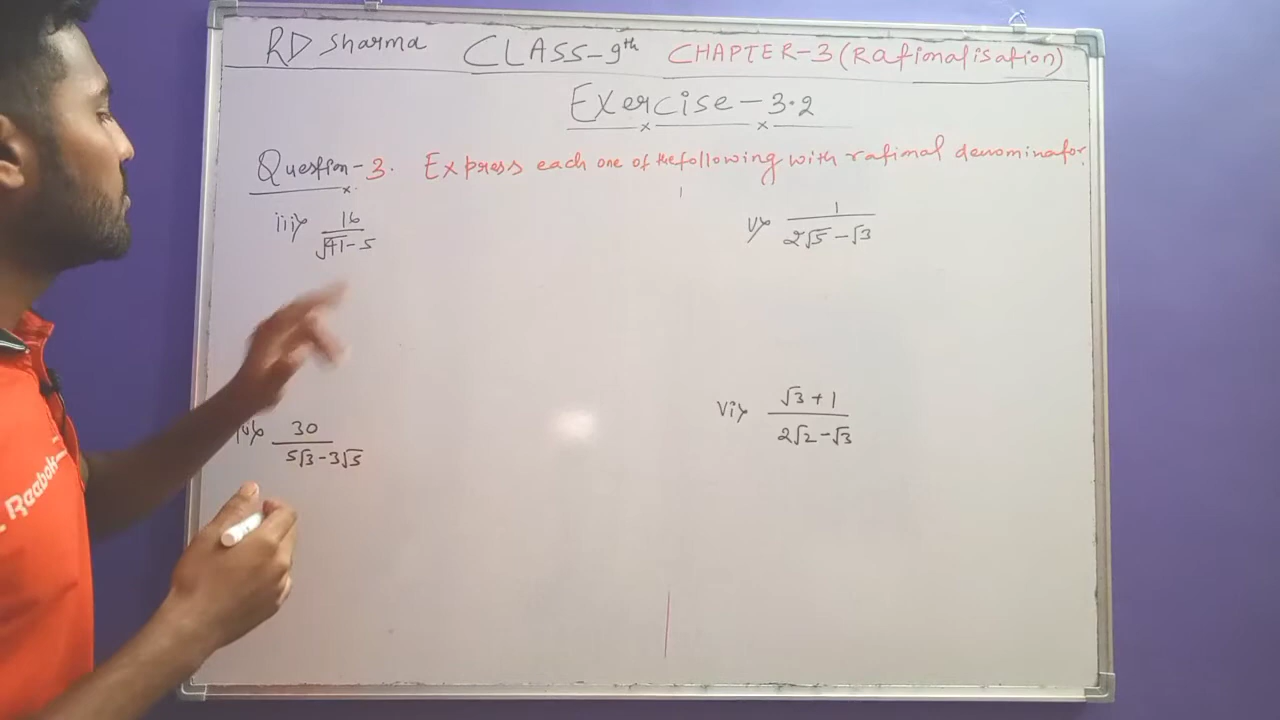 RD Sharma CLASS-9th CHAPTER-3 (Rationalisation)
Exercise-3.2
Question-3. Express each one of the following with rational denominator.
iii) 16/(√41-5)
v) 1/(2√5-√3)
iv) 30/(5√3-3√5)
vi) (√3+1)/(2√2-√3)
Reebok